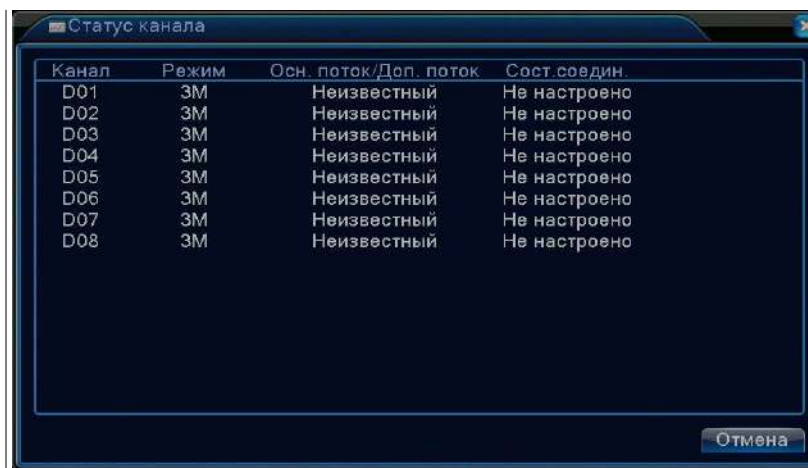 Статус канала
Канал Режим Осн. поток/Доп. поток Сост.соедин.
D01 3M Неизвестный Не настроено
D02 3M Неизвестный Не настроено
D03 3M Неизвестный Не настроено
D04 3M Неизвестный Не настроено
D05 3M Неизвестный Не настроено
D06 3M Неизвестный Не настроено
D07 3M Неизвестный Не настроено
D08 3M Неизвестный Не настроено
Отмена